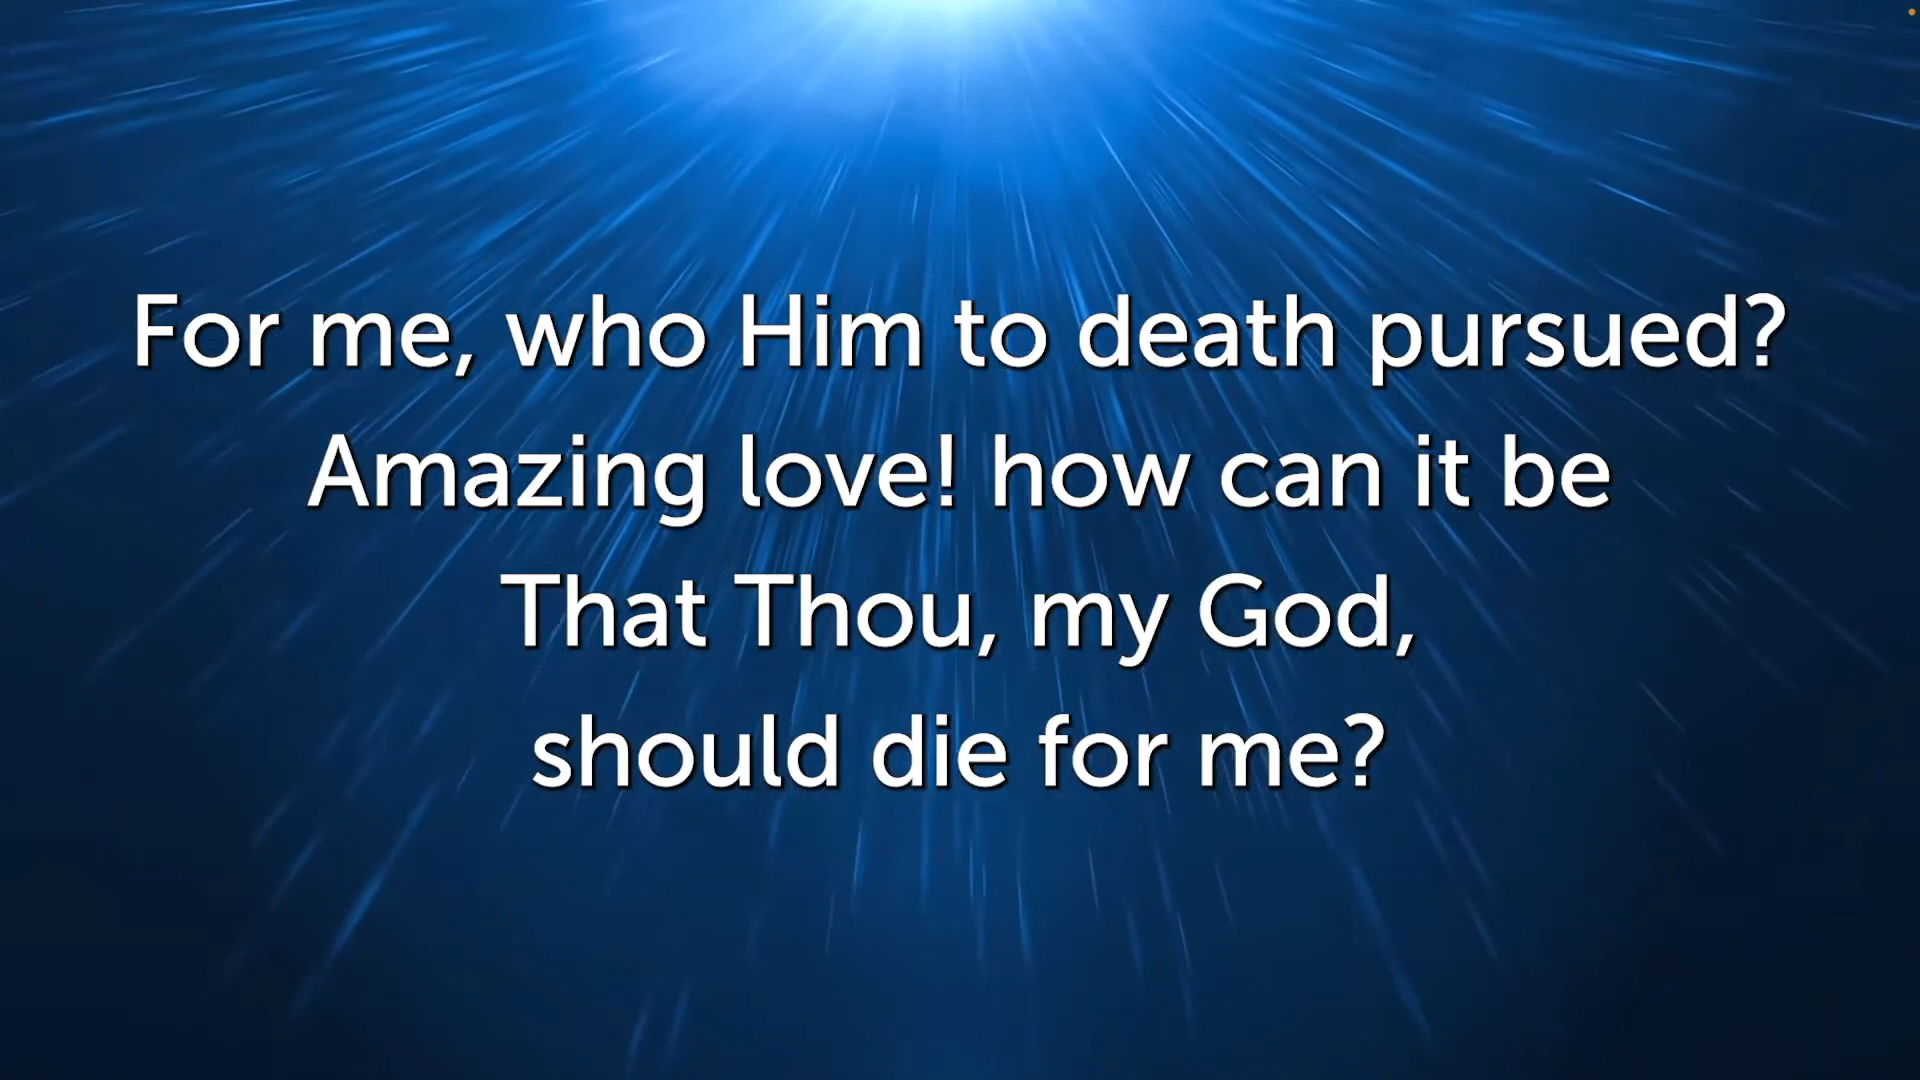 For me, who Him to death pursued?
Amazing love! how can it be
That Thou, my God,
should die for me?